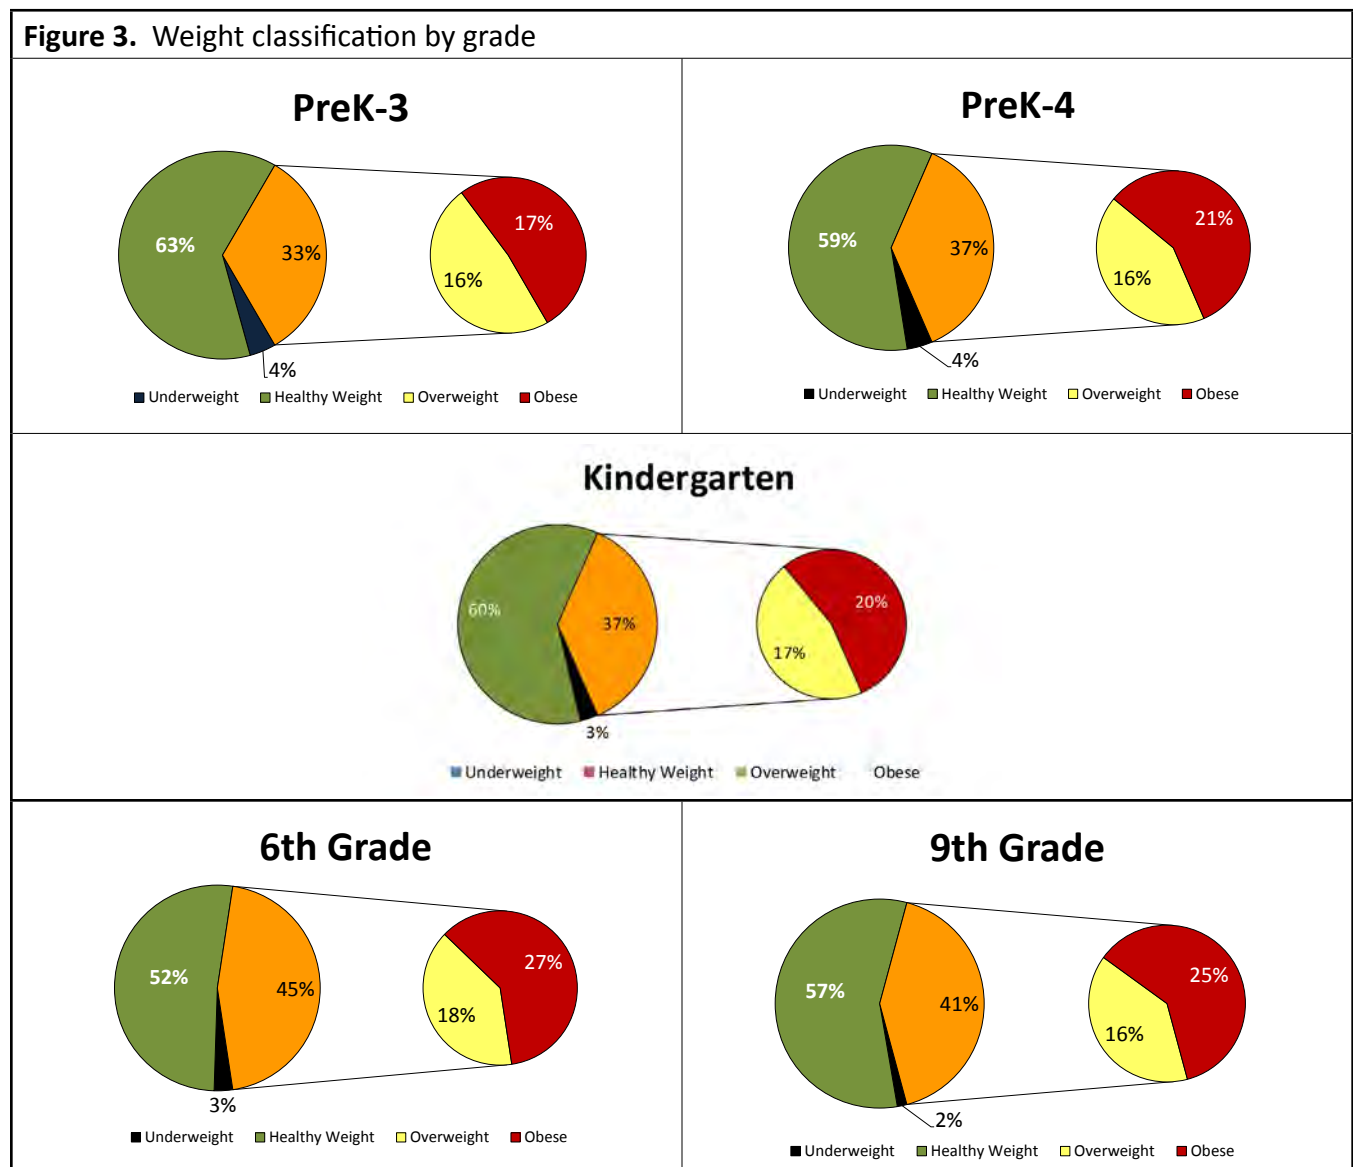 Figure 3. Weight classification by grade
PreK-3
63%
33%
4%
17%
16%
Underweight Healthy Weight Overweight Obese
PreK-4
59%
37%
4%
21%
16%
Underweight Healthy Weight Overweight Obese
Kindergarten
60%
37%
3%
20%
17%
Underweight Healthy Weight Overweight Obese
6th Grade
52%
45%
3%
27%
18%
Underweight Healthy Weight Overweight Obese
9th Grade
57%
41%
2%
25%
16%
Underweight Healthy Weight Overweight Obese